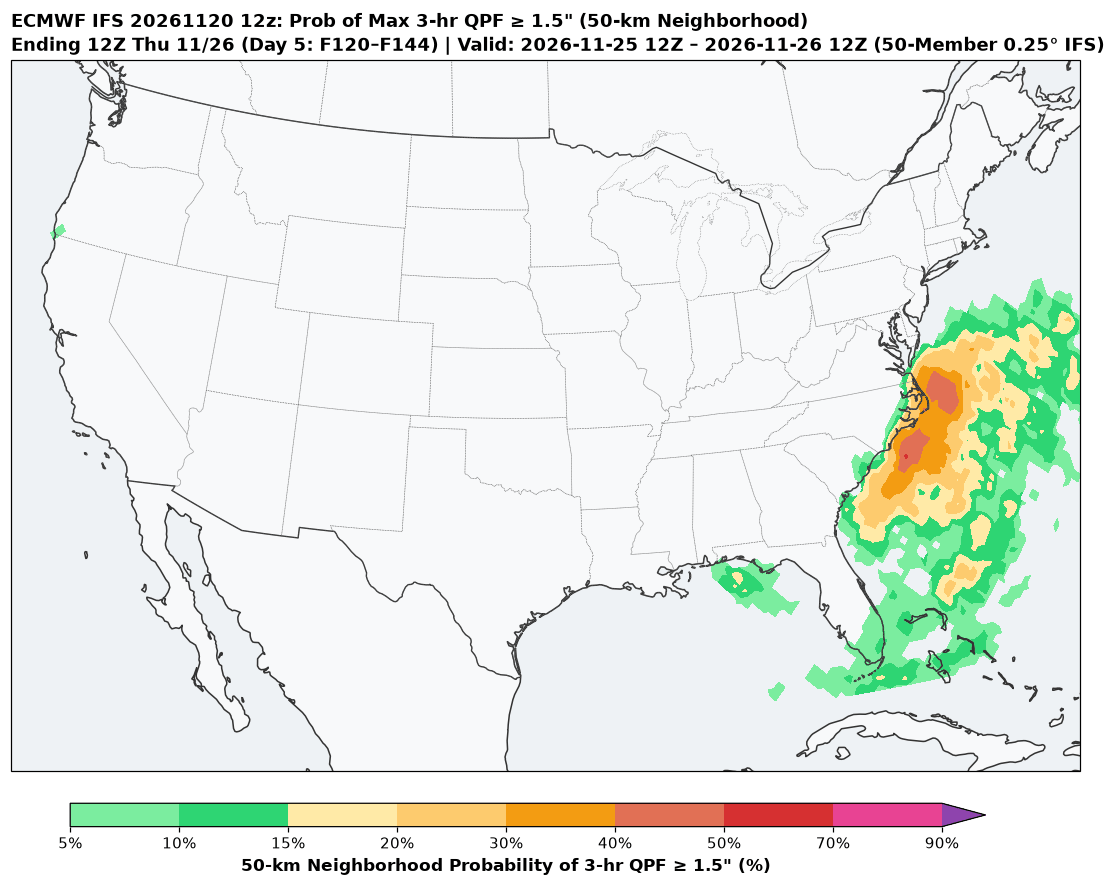 ECMWF IFS 20261120 12z: Prob of Max 3-hr QPF ≥ 1.5" (50-km Neighborhood)
Ending 12Z Thu 11/26 (Day 5: F120–F144) | Valid: 2026-11-25 12Z – 2026-11-26 12Z (50-Member 0.25° IFS)
5% 10% 15% 20% 30% 40% 50% 70% 90%
50-km Neighborhood Probability of 3-hr QPF ≥ 1.5" (%)